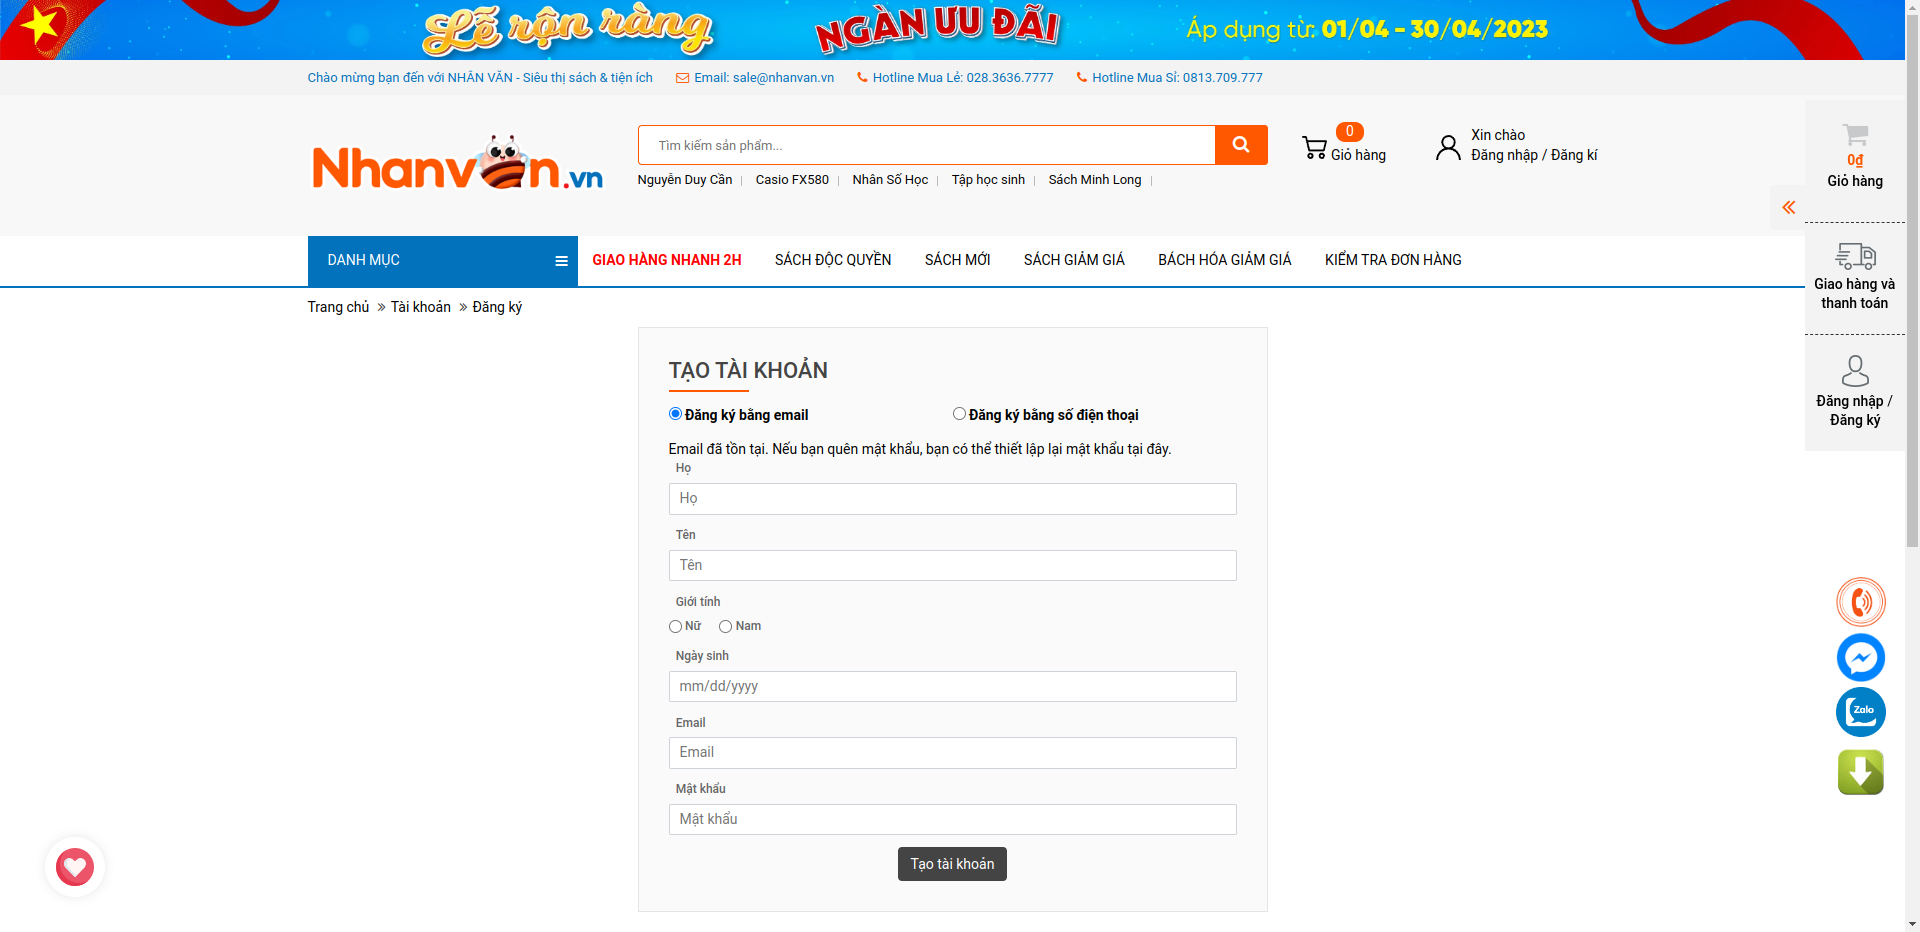 Lễ rộn ràng
NGÀN ƯU ĐÃI
Áp dụng từ: 01/04 - 30/04/2023
Chào mừng bạn đến với NHÂN VĂN - Siêu thị sách & tiện ích
Email: sale@nhanvan.vn
Hotline Mua Lẻ: 028.3636.7777
Hotline Mua Sỉ: 0813.709.777
Nhanvan.vn
Tìm kiếm sản phẩm...
Nguyễn Duy Cần
Casio FX580
Nhân Số Học
Tập học sinh
Sách Minh Long
0
Giỏ hàng
Xin chào
Đăng nhập / Đăng kí
0₫
Giỏ hàng
DANH MỤC
GIAO HÀNG NHANH 2H
SÁCH ĐỘC QUYỀN
SÁCH MỚI
SÁCH GIẢM GIÁ
BÁCH HÓA GIẢM GIÁ
KIỂM TRA ĐƠN HÀNG
Giao hàng và
thanh toán
Đăng nhập /
Đăng ký
Trang chủ » Tài khoản » Đăng ký
TẠO TÀI KHOẢN
Đăng ký bằng email
Đăng ký bằng số điện thoại
Email đã tồn tại. Nếu bạn quên mật khẩu, bạn có thể thiết lập lại mật khẩu tại đây.
Họ
Họ
Tên
Tên
Giới tính
Nữ
Nam
Ngày sinh
mm/dd/yyyy
Email
Email
Mật khẩu
Mật khẩu
Tạo tài khoản
Zalo